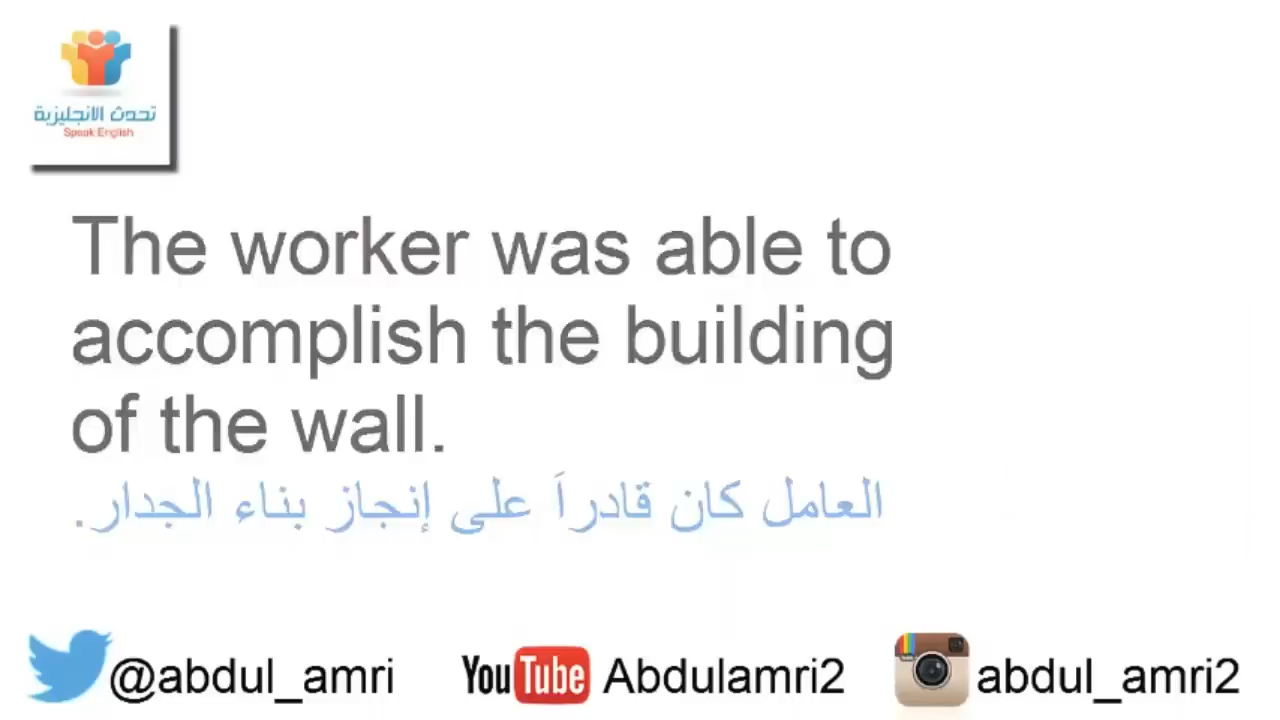 تحدث الانجليزية
Speak English
The worker was able to
accomplish the building
of the wall.
العامل كان قادراَ على إنجاز بناء الجدار.
@abdul_amri
YouTube Abdulamri2
abdul_amri2